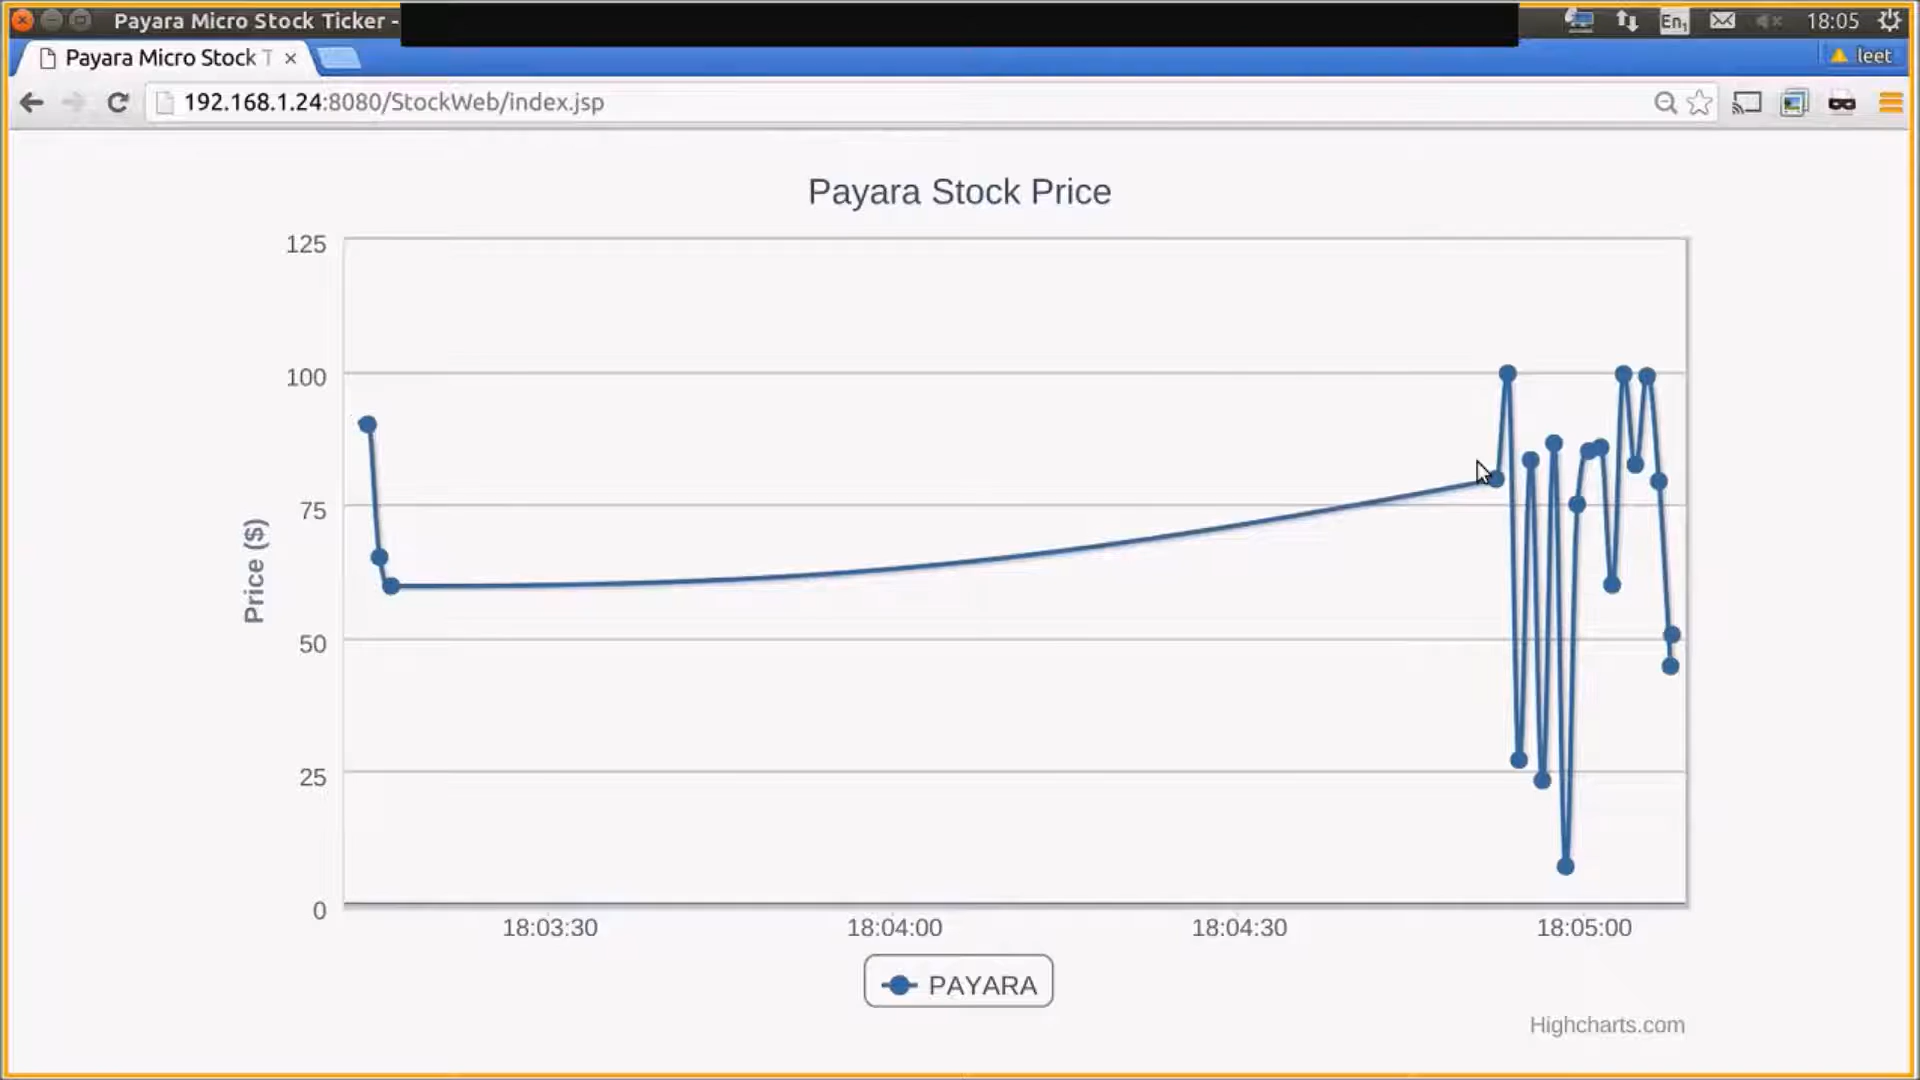 Payara Micro Stock Ticker -
En1
18:05
Payara Micro Stock T
leet
192.168.1.24:8080/StockWeb/index.jsp
Payara Stock Price
125
100
75
50
25
0
Price ($)
18:03:30
18:04:00
18:04:30
18:05:00
PAYARA
Highcharts.com